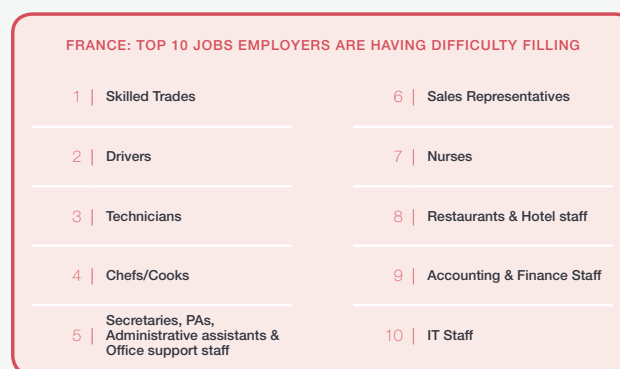 FRANCE: TOP 10 JOBS EMPLOYERS ARE HAVING DIFFICULTY FILLING
1 | Skilled Trades
2 | Drivers
3 | Technicians
4 | Chefs/Cooks
5 | Secretaries, PAs,
Administrative assistants &
Office support staff
6 | Sales Representatives
7 | Nurses
8 | Restaurants & Hotel staff
9 | Accounting & Finance Staff
10 | IT Staff